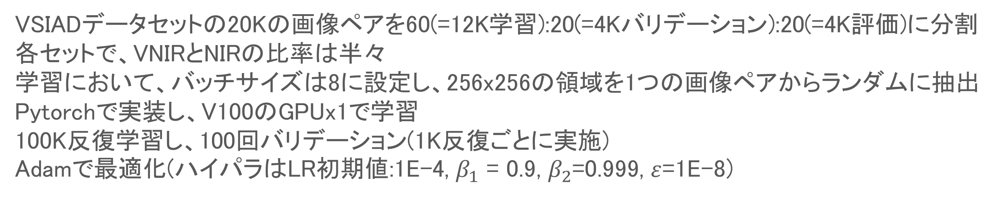 VSIADデータセットの20Kの画像ペアを60(=12K学習):20(=4Kバリデーション):20(=4K評価)に分割
各セットで、VNIRとNIRの比率は半々
学習において、バッチサイズは8に設定し、256x256の領域を1つの画像ペアからランダムに抽出
Pytorchで実装し、V100のGPUx1で学習
100K反復学習し、100回バリデーション(1K反復ごとに実施)
Adamで最適化(ハイパラはLR初期値:1E-4, β₁ = 0.9, β₂=0.999, ε=1E-8)